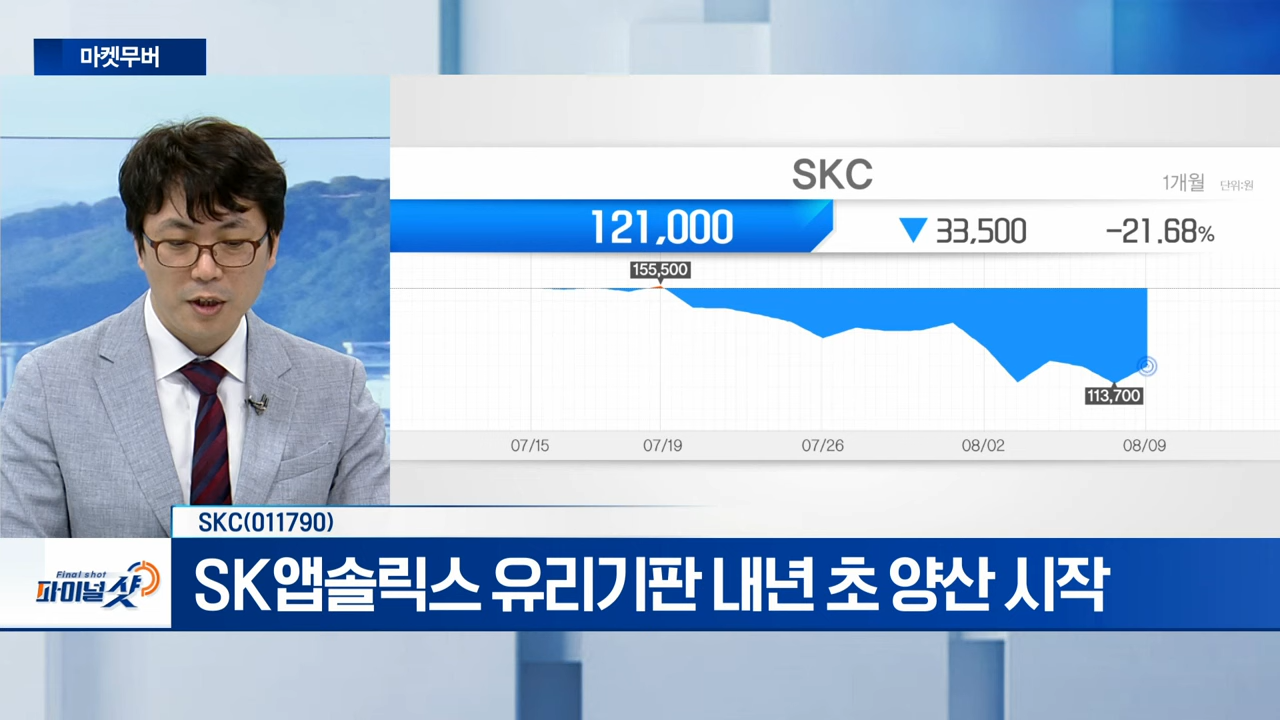 마켓무버
SKC
1개월 단위:원
121,000 ▼ 33,500 -21.68%
155,500
113,700
07/15 07/19 07/26 08/02 08/09
SKC(011790)
Final shot
파이널샷
SK앱솔릭스 유리기판 내년 초 양산 시작